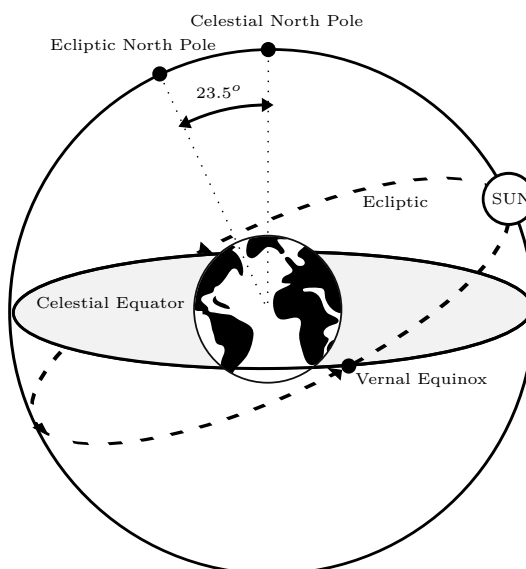 Celestial North Pole
Ecliptic North Pole
23.5°
SUN
Ecliptic
Celestial Equator
Vernal Equinox